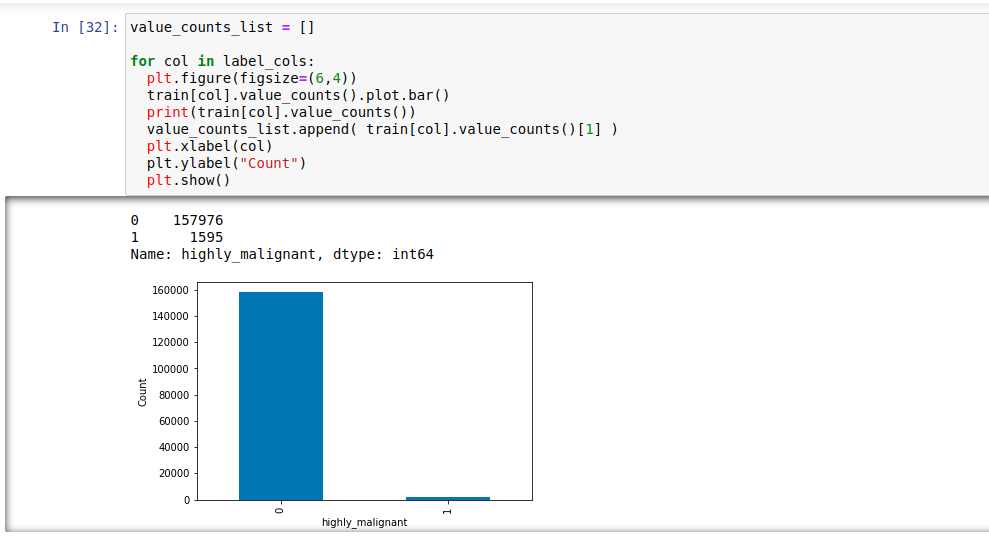 In [32]: value_counts_list = []
for col in label_cols:
plt.figure(figsize=(6,4))
train[col].value_counts().plot.bar()
print(train[col].value_counts())
value_counts_list.append( train[col].value_counts()[1] )
plt.xlabel(col)
plt.ylabel("Count")
plt.show()
0 157976
1 1595
Name: highly_malignant, dtype: int64
160000
140000
120000
100000
80000
60000
40000
20000
0
Count
0 1
highly_malignant